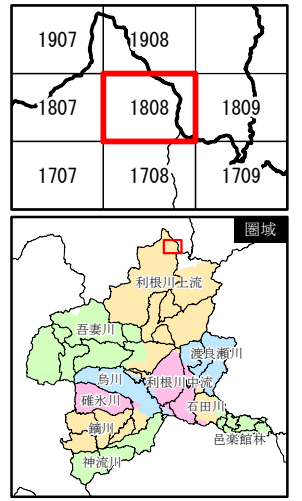 1907 1908
1807 1808 1809
1707 1708 1709
圏域
利根川上流
吾妻川
渡良瀬川
烏川 利根川中流
碓氷川
石田川
鏑川
邑楽館林
神流川